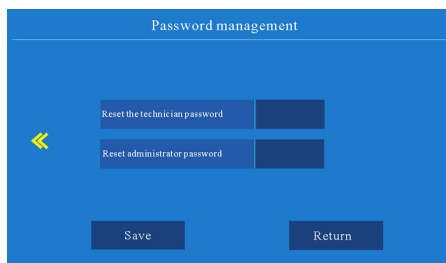 Password management
Reset the technician password
Reset administrator password
Save
Return